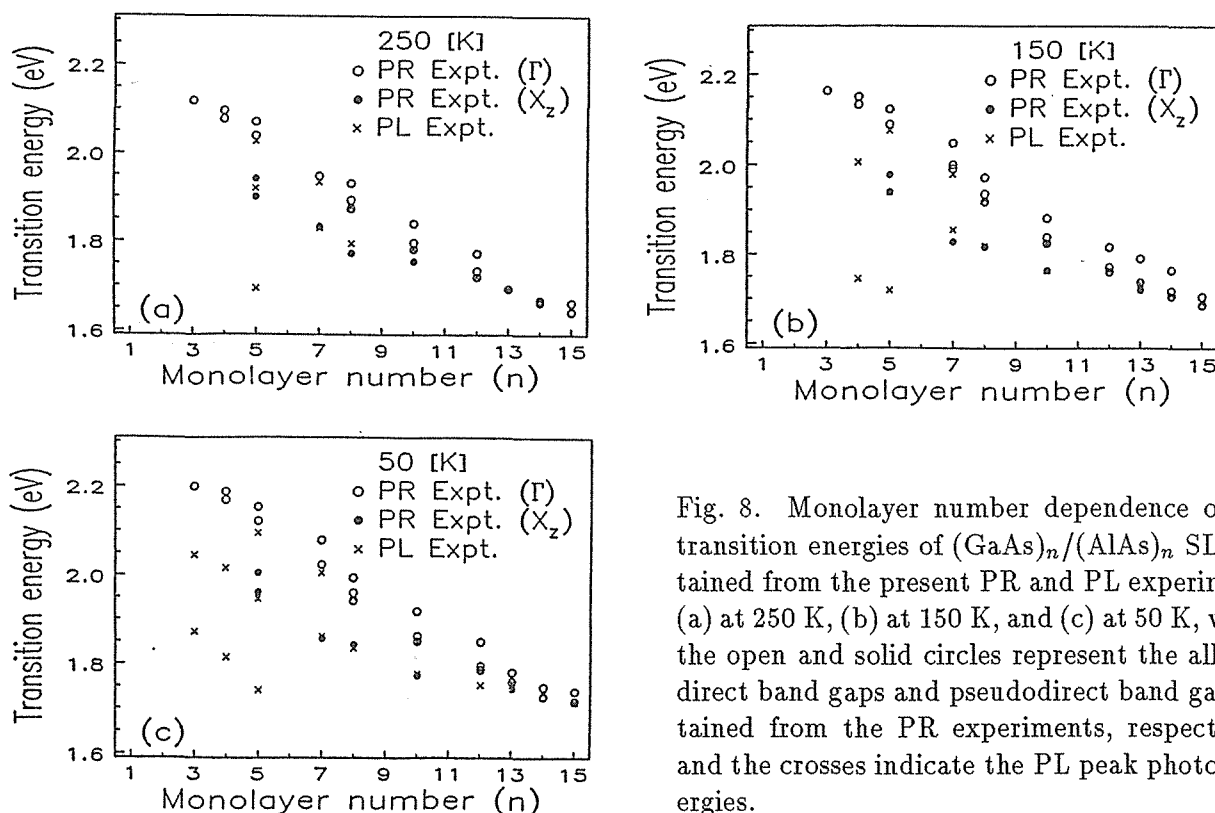 250 [K]
PR Expt. (Γ)
PR Expt. (X_z)
PL Expt.
Transition energy (eV)
2.2
2.0
1.8
1.6
(a)
1 3 5 7 9 11 13 15
Monolayer number (n)
150 [K]
PR Expt. (Γ)
PR Expt. (X_z)
PL Expt.
Transition energy (eV)
2.2
2.0
1.8
1.6
(b)
1 3 5 7 9 11 13 15
Monolayer number (n)
50 [K]
PR Expt. (Γ)
PR Expt. (X_z)
PL Expt.
Transition energy (eV)
2.2
2.0
1.8
1.6
(c)
1 3 5 7 9 11 13 15
Monolayer number (n)
Fig. 8. Monolayer number dependence o
transition energies of (GaAs)_n/(AlAs)_n SL
tained from the present PR and PL experin
(a) at 250 K, (b) at 150 K, and (c) at 50 K, v
the open and solid circles represent the all
direct band gaps and pseudodirect band ga
tained from the PR experiments, respect
and the crosses indicate the PL peak photo
ergies.